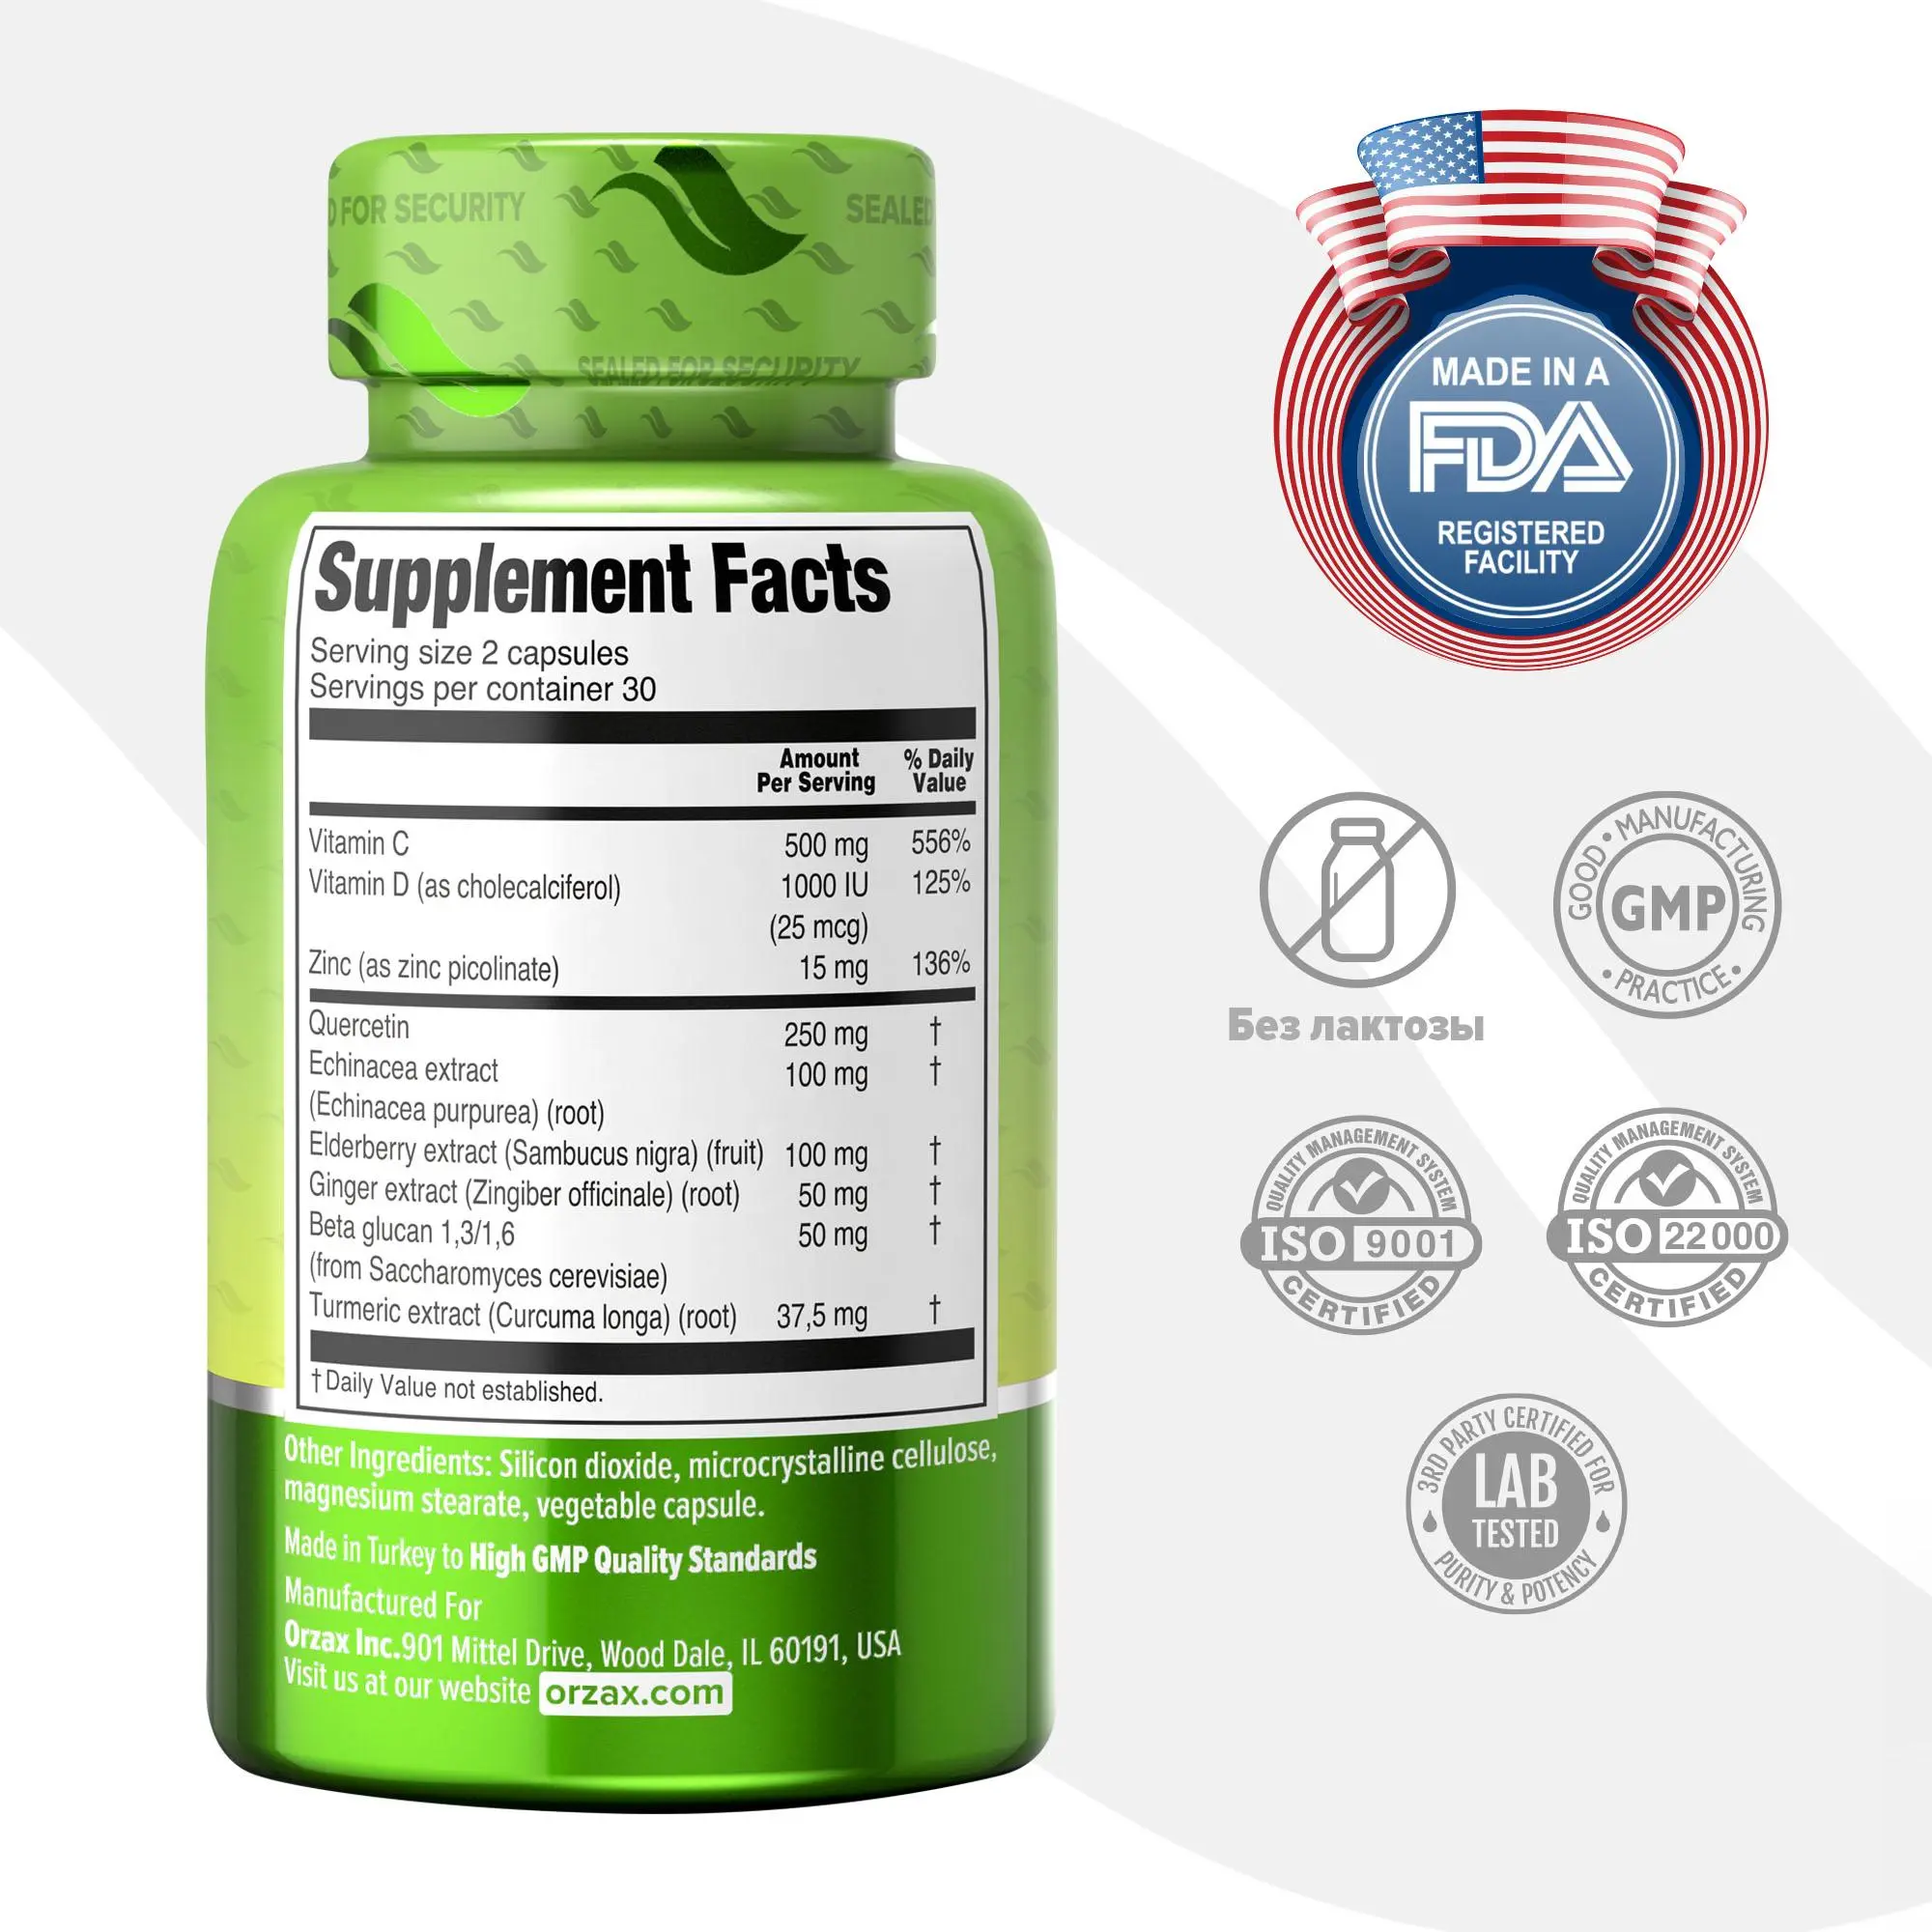 D FOR SECURITY
SEALED
SEALED FOR SECURITY
Supplement Facts
Serving size 2 capsules
Servings per container 30
Amount Per Serving % Daily Value
Vitamin C 500 mg 556%
Vitamin D (as cholecalciferol) 1000 IU 125%
(25 mcg)
Zinc (as zinc picolinate) 15 mg 136%
Quercetin 250 mg †
Echinacea extract 100 mg †
(Echinacea purpurea) (root)
Elderberry extract (Sambucus nigra) (fruit) 100 mg †
Ginger extract (Zingiber officinale) (root) 50 mg †
Beta glucan 1,3/1,6 50 mg †
(from Saccharomyces cerevisiae)
Turmeric extract (Curcuma longa) (root) 37,5 mg †
† Daily Value not established.
Other Ingredients: Silicon dioxide, microcrystalline cellulose,
magnesium stearate, vegetable capsule.
Made in Turkey to High GMP Quality Standards
Manufactured For
Orzax Inc.901 Mittel Drive, Wood Dale, IL 60191, USA
Visit us at our website orzax.com
MADE IN A
FDA
REGISTERED
FACILITY
Без лактозы
GOOD • MANUFACTURING
GMP
• PRACTICE •
QUALITY MANAGEMENT SYSTEM
ISO 9001
CERTIFIED
QUALITY MANAGEMENT SYSTEM
ISO 22000
CERTIFIED
3RD PARTY CERTIFIED FOR
LAB
TESTED
PURITY & POTENCY